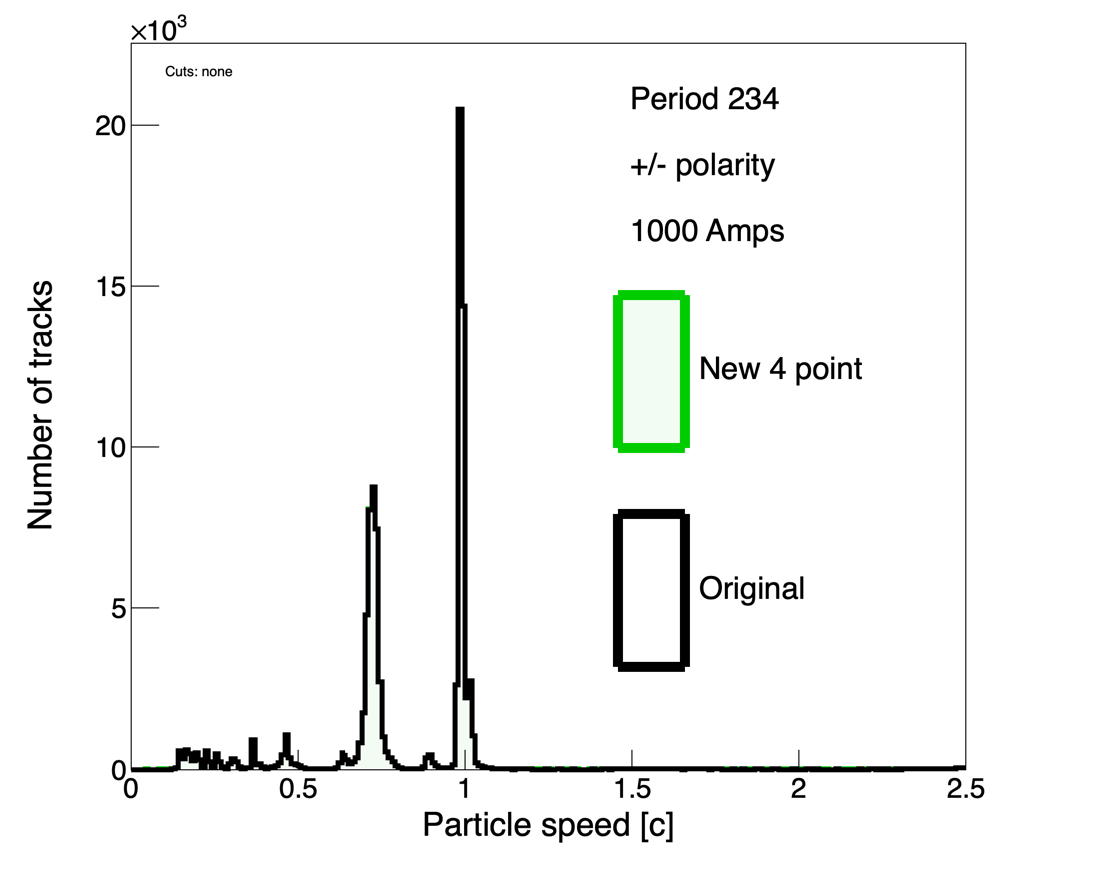 ×10³
Cuts: none
Period 234
+/- polarity
1000 Amps
New 4 point
Original
Number of tracks
20
15
10
5
0
0 0.5 1 1.5 2 2.5
Particle speed [c]